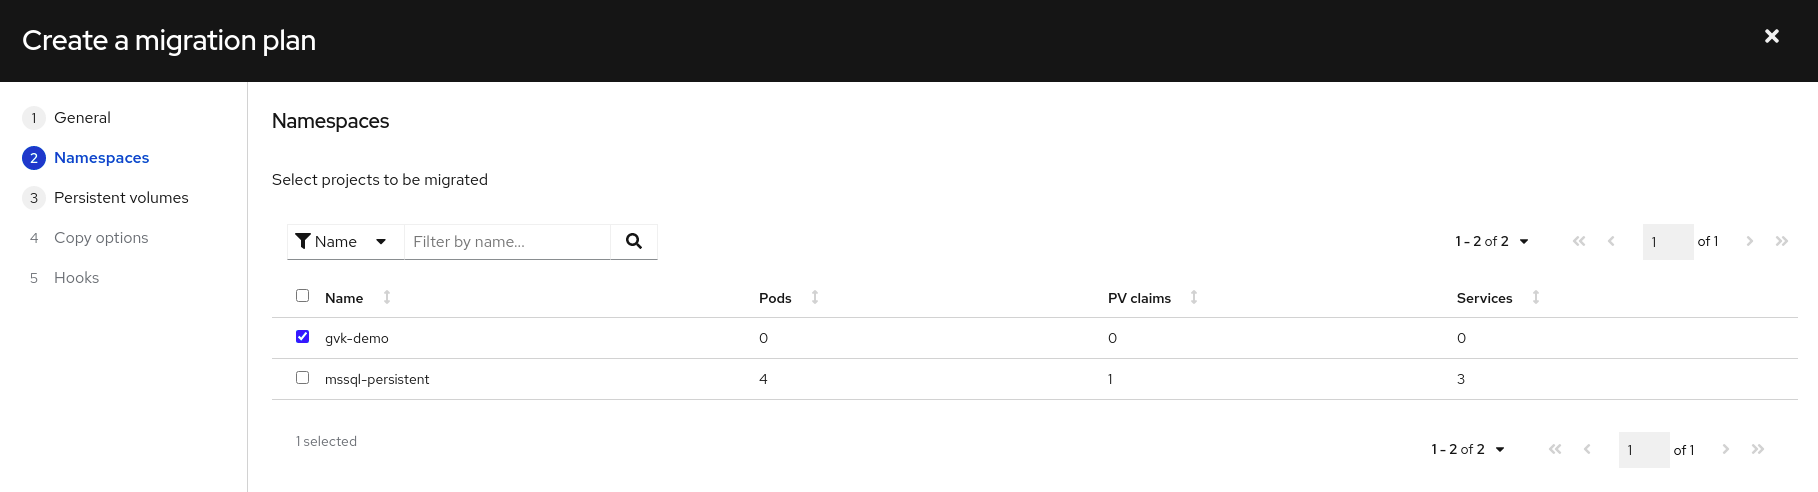 Create a migration plan
1 General
2 Namespaces
3 Persistent volumes
4 Copy options
5 Hooks
Namespaces
Select projects to be migrated
Name Filter by name... 1 - 2 of 2 1 of 1
Name Pods PV claims Services
gvk-demo 0 0 0
mssql-persistent 4 1 3
1 selected 1 - 2 of 2 1 of 1